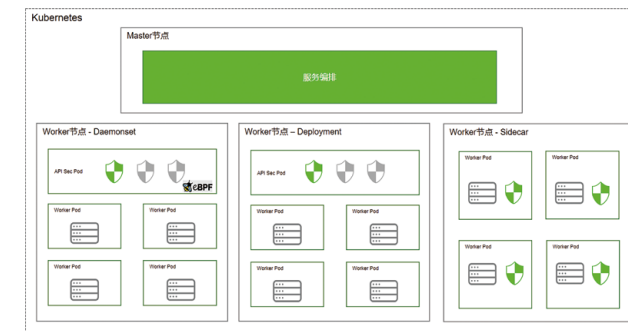 Kubernetes
Master节点
服务编排
Worker节点 - Daemonset
API Sec Pod
eBPF
Worker Pod
Worker Pod
Worker Pod
Worker Pod
Worker节点 – Deployment
API Sec Pod
Worker Pod
Worker Pod
Worker Pod
Worker Pod
Worker节点 - Sidecar
Worker Pod
Worker Pod
Worker Pod
Worker Pod